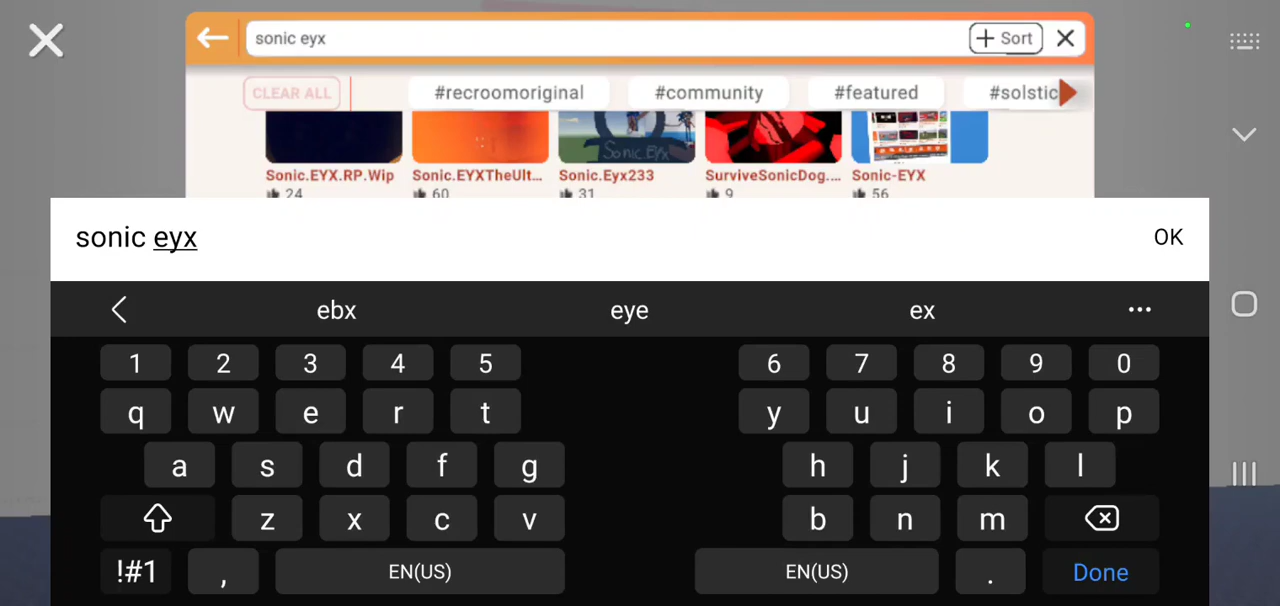 sonic eyx
Sort
CLEAR ALL
#recroomoriginal
#community
#featured
#solstic
Sonic.EYX
Sonic.EYX.RP.Wip
Sonic.EYXTheUlt...
Sonic.Eyx233
SurviveSonicDog....
Sonic-EYX
24
60
31
9
56
sonic eyx
OK
ebx
eye
ex
1 2 3 4 5 6 7 8 9 0
q w e r t y u i o p
a s d f g h j k l
z x c v b n m
!#1 , EN(US) EN(US) . Done